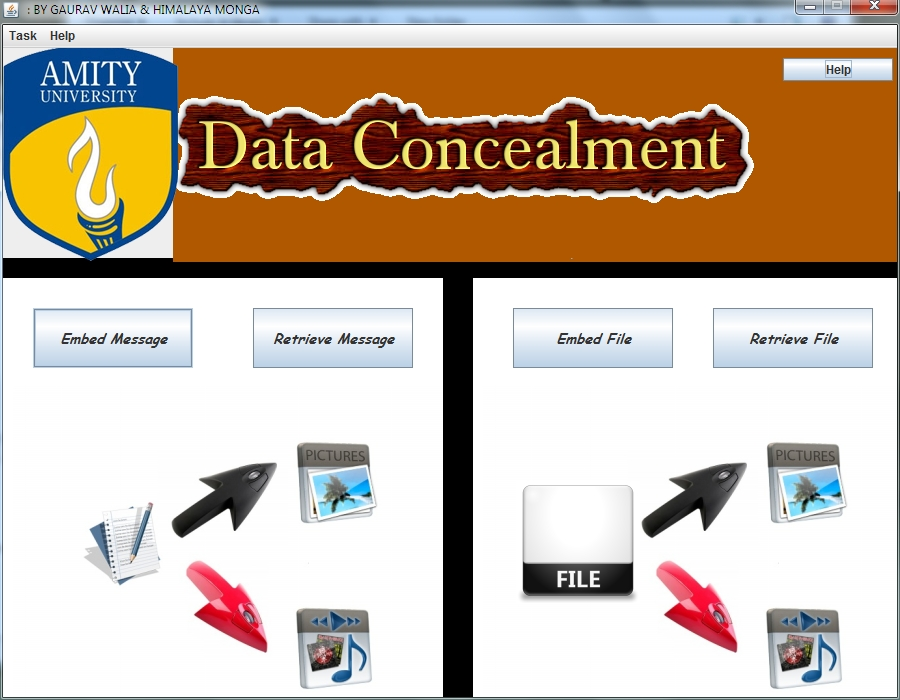 : BY GAURAV WALIA & HIMALAYA MONGA
Task Help
AMITY
UNIVERSITY
Help
Data Concealment
Embed Message
Retrieve Message
Embed File
Retrieve File
PICTURES
PICTURES
FILE